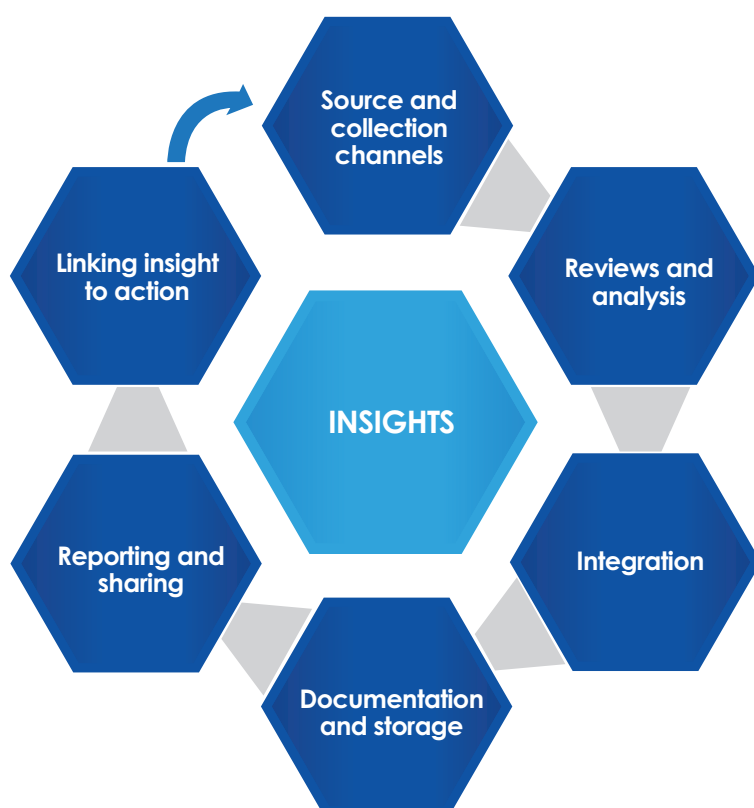 Source and
collection
channels
Reviews and
analysis
Integration
Documentation
and storage
Reporting and
sharing
Linking insight
to action
INSIGHTS